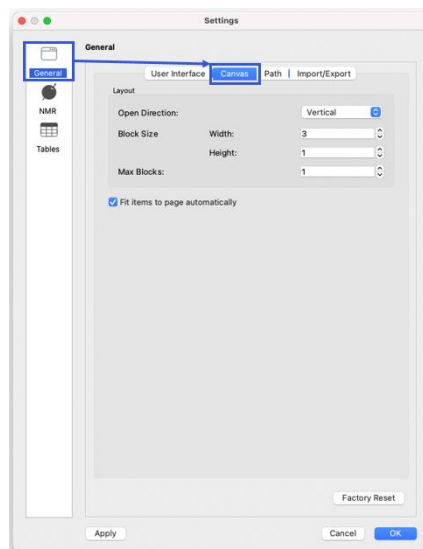 Settings
General
General
NMR
Tables
User Interface Canvas Path Import/Export
Layout
Open Direction: Vertical
Block Size Width: 3
Height: 1
Max Blocks: 1
Fit items to page automatically
Factory Reset
Apply Cancel OK